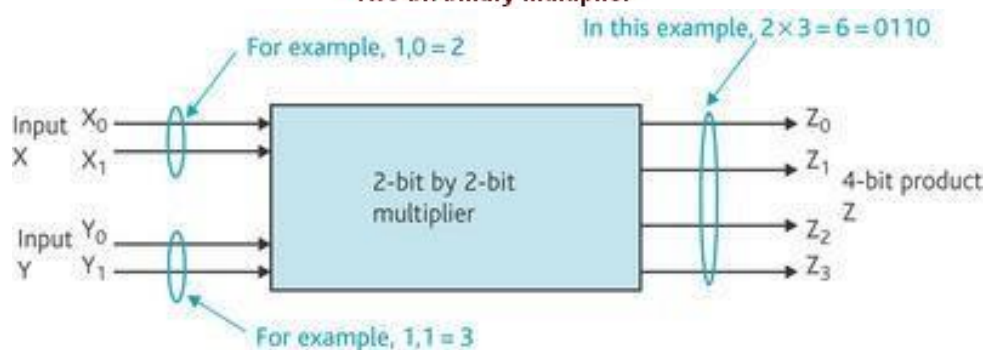 In this example, 2×3=6=0110
For example, 1,0=2
Input X₀
X X₁
Z₀
Z₁
2-bit by 2-bit
multiplier
4-bit product
Z
Input Y₀
Y Y₁
Z₂
Z₃
For example, 1,1=3